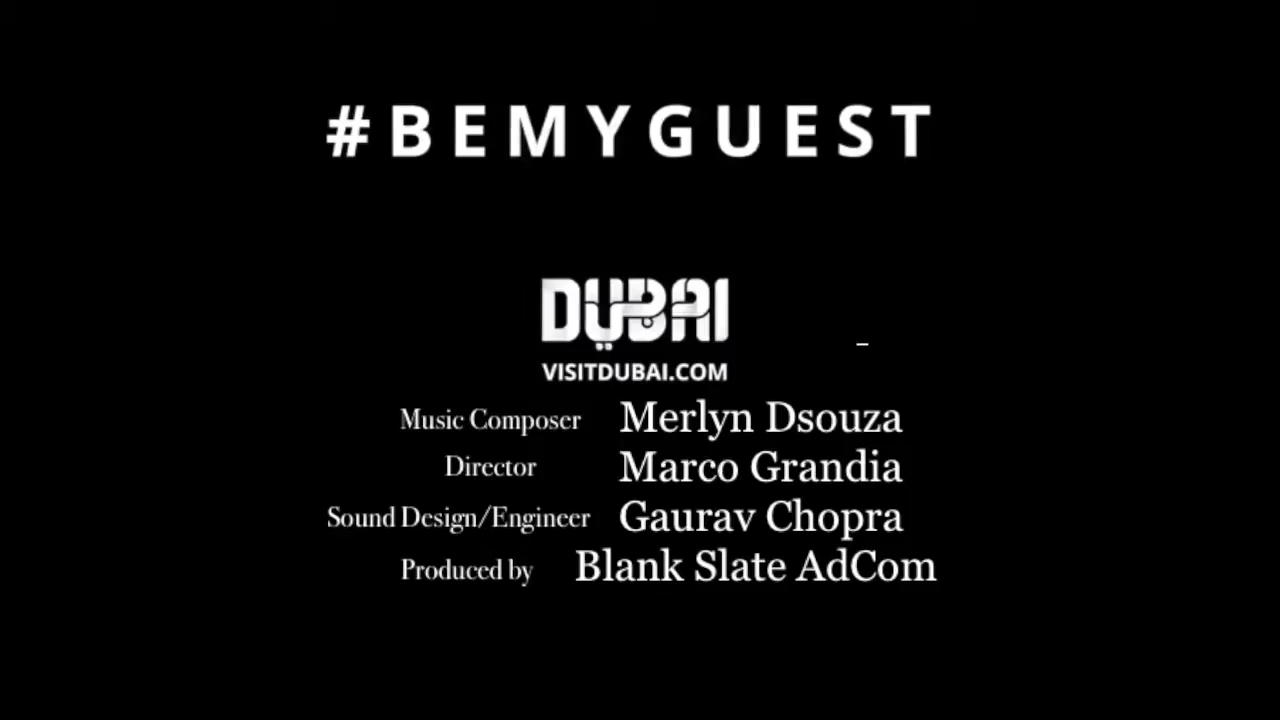 #BEMYGUEST
DUBAI
VISITDUBAI.COM
Music Composer Merlyn Dsouza
Director Marco Grandia
Sound Design/Engineer Gaurav Chopra
Produced by Blank Slate AdCom